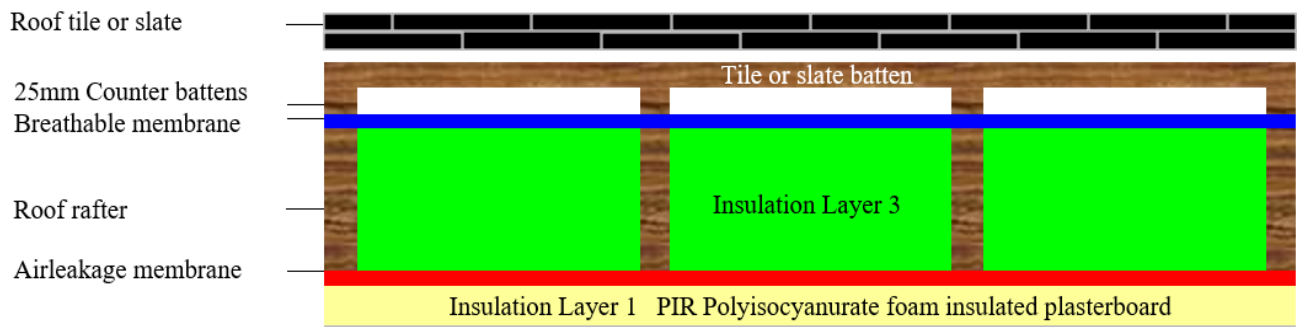 Roof tile or slate
Tile or slate batten
25mm Counter battens
Breathable membrane
Roof rafter
Insulation Layer 3
Airleakage membrane
Insulation Layer 1 PIR Polyisocyanurate foam insulated plasterboard